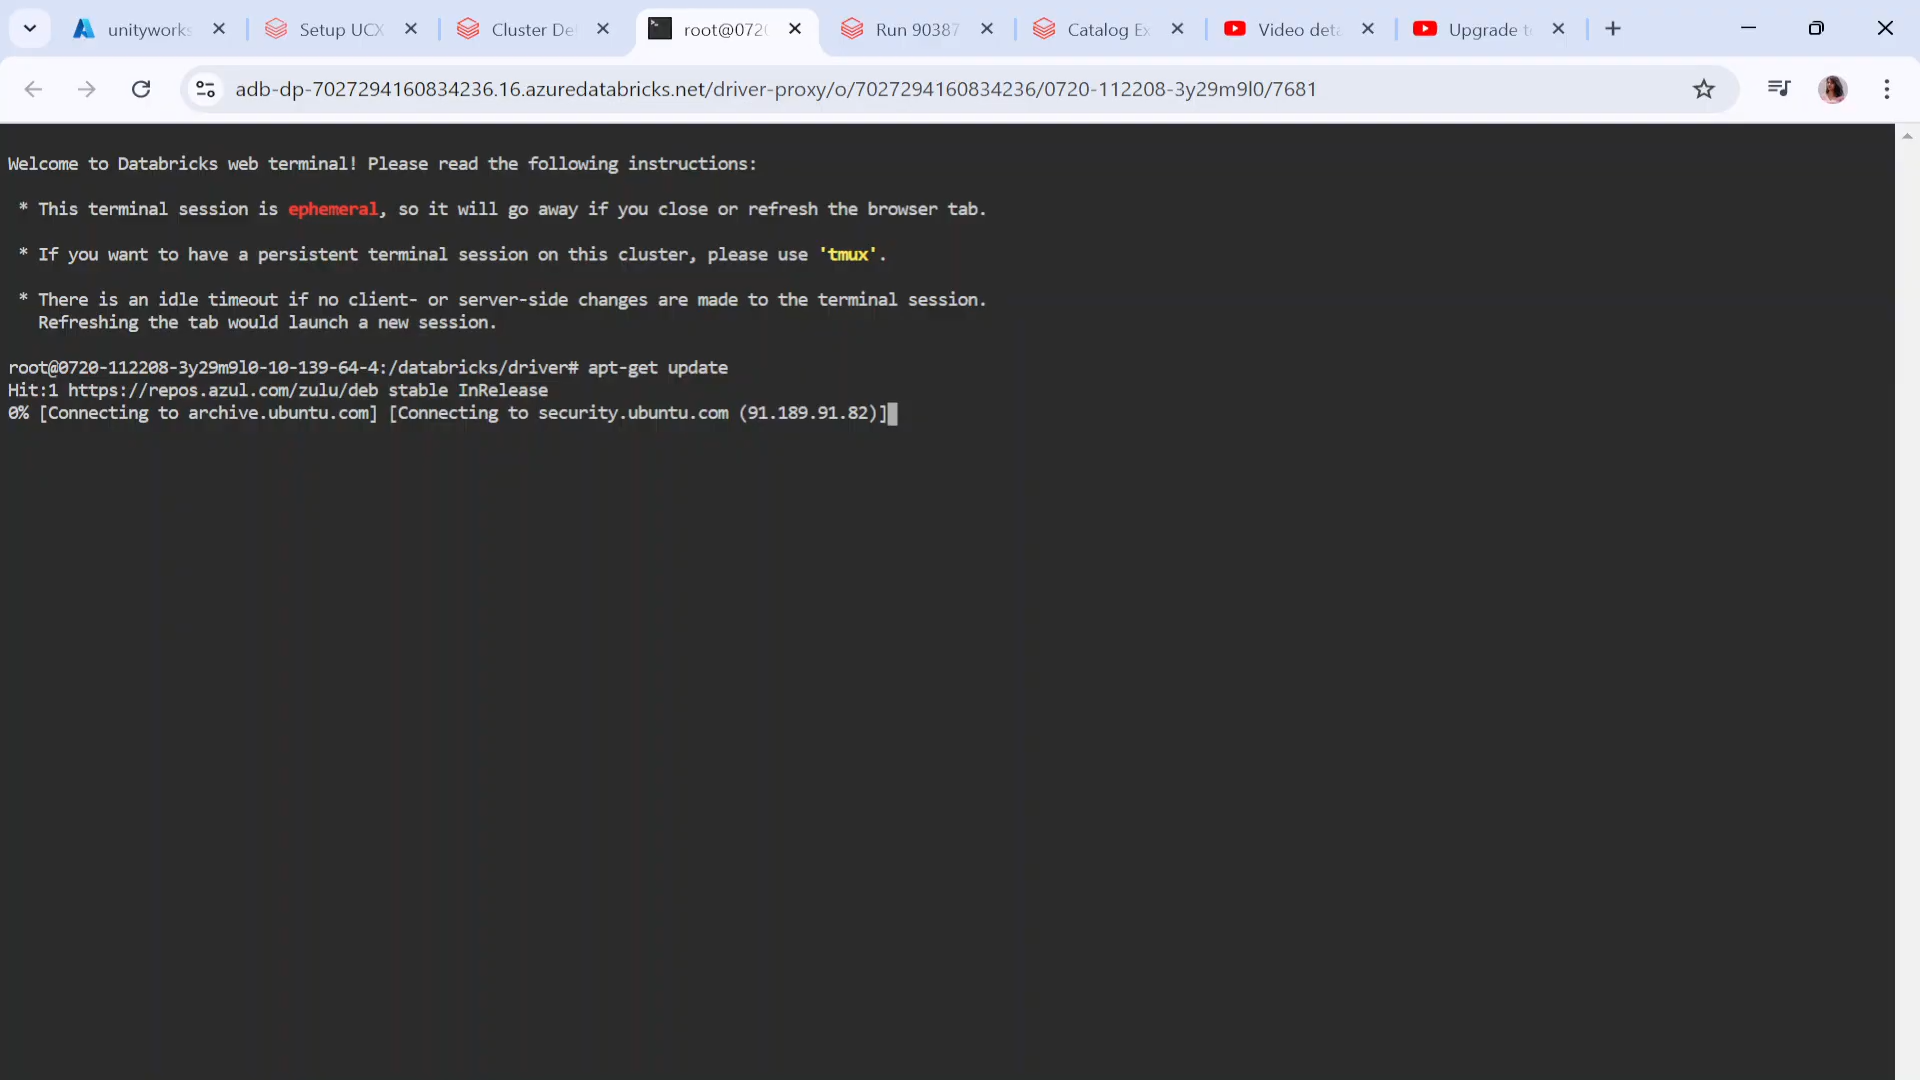 unityworks
Setup UCX
Cluster De
root@0720
Run 90387
Catalog Ex
Video deta
Upgrade t
adb-dp-7027294160834236.16.azuredatabricks.net/driver-proxy/o/7027294160834236/0720-112208-3y29m9l0/7681
Welcome to Databricks web terminal! Please read the following instructions:
* This terminal session is ephemeral, so it will go away if you close or refresh the browser tab.
* If you want to have a persistent terminal session on this cluster, please use 'tmux'.
* There is an idle timeout if no client- or server-side changes are made to the terminal session.
Refreshing the tab would launch a new session.
root@0720-112208-3y29m9l0-10-139-64-4:/databricks/driver# apt-get update
Hit:1 https://repos.azul.com/zulu/deb stable InRelease
0% [Connecting to archive.ubuntu.com] [Connecting to security.ubuntu.com (91.189.91.82)]